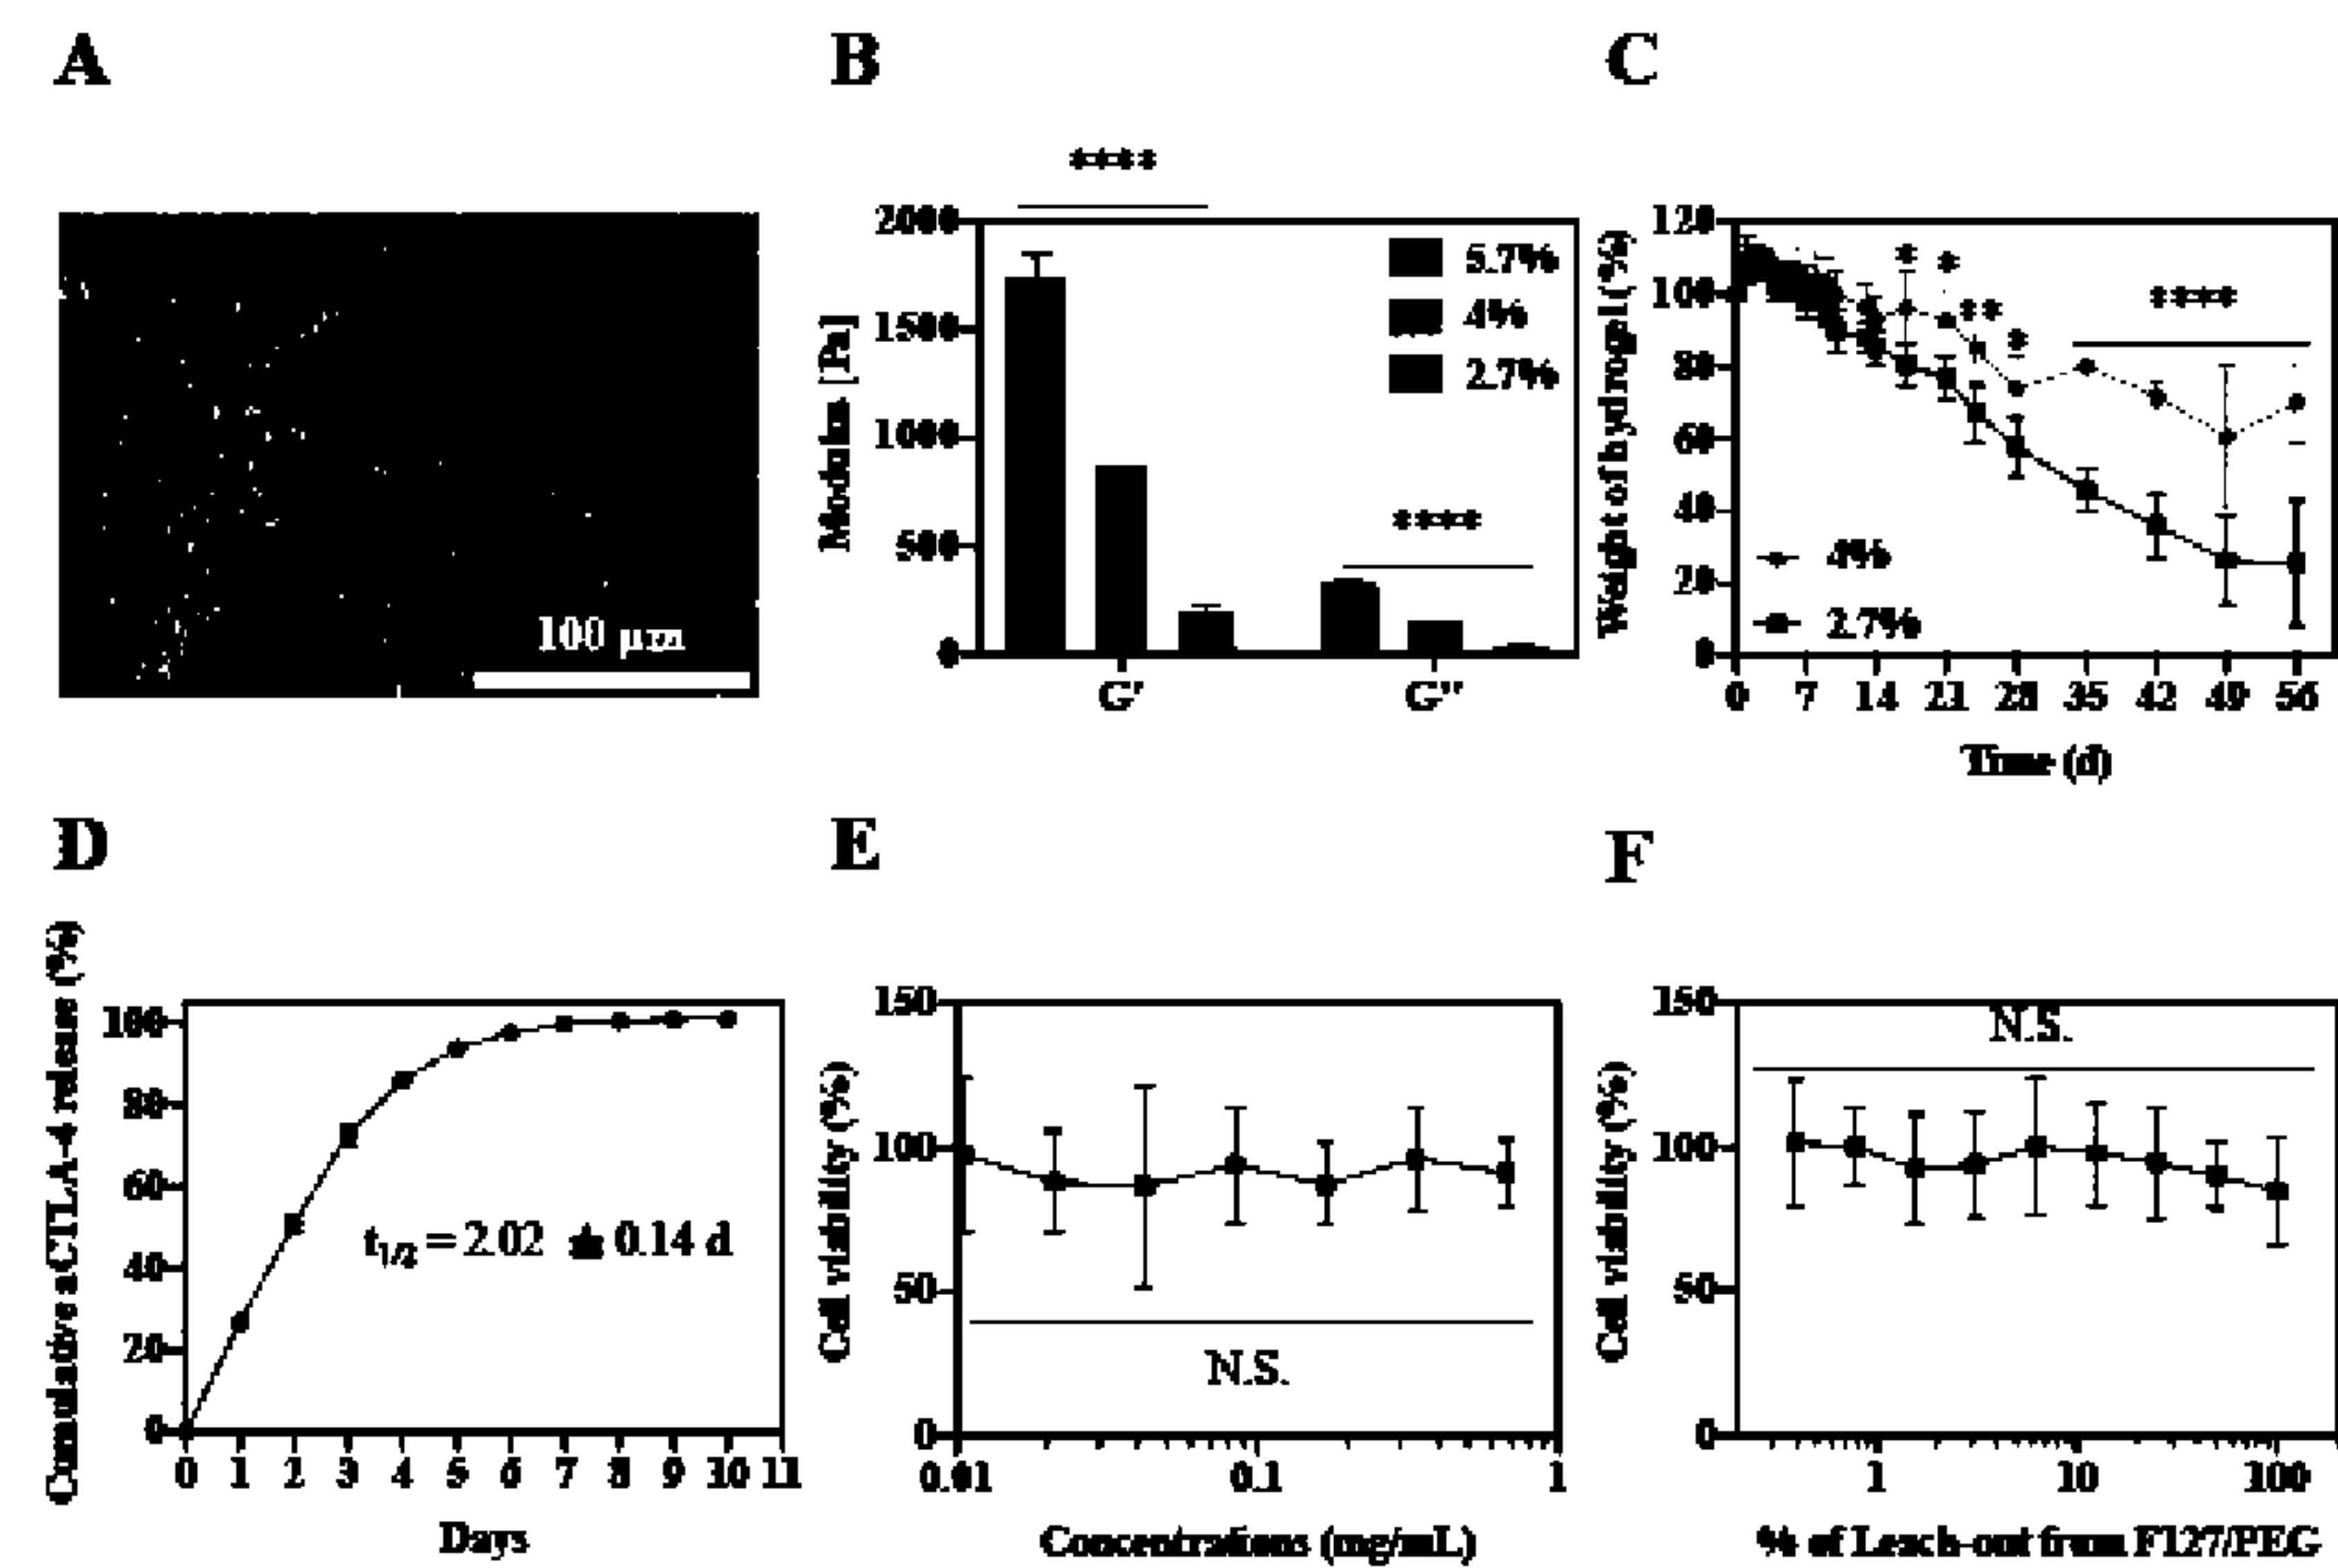 A
B
C
****
2000
1500
1000
500
0
Modulus [Pa]
5.7%
4%
2.7%
****
G'
G"
100 μm
Weight of hydrogel (%)
120
100
80
60
40
20
0
*
*
**
*
****
4%
2.7%
0 7 14 21 28 35 42 49 56
Time (d)
D
E
F
Cumulative sCTLA-4 release (%)
100
80
60
40
20
0
t1/2 = 2.02 0.14 d
0 1 2 3 4 5 6 7 8 9 10 11
Days
Cell viability (%)
150
100
50
0
N.S.
0.01 0.1 1
Concentrations (mg/mL)
Cell viability (%)
150
100
50
0
N.S.
1 10 100
% of Leach-out from F127/PEG